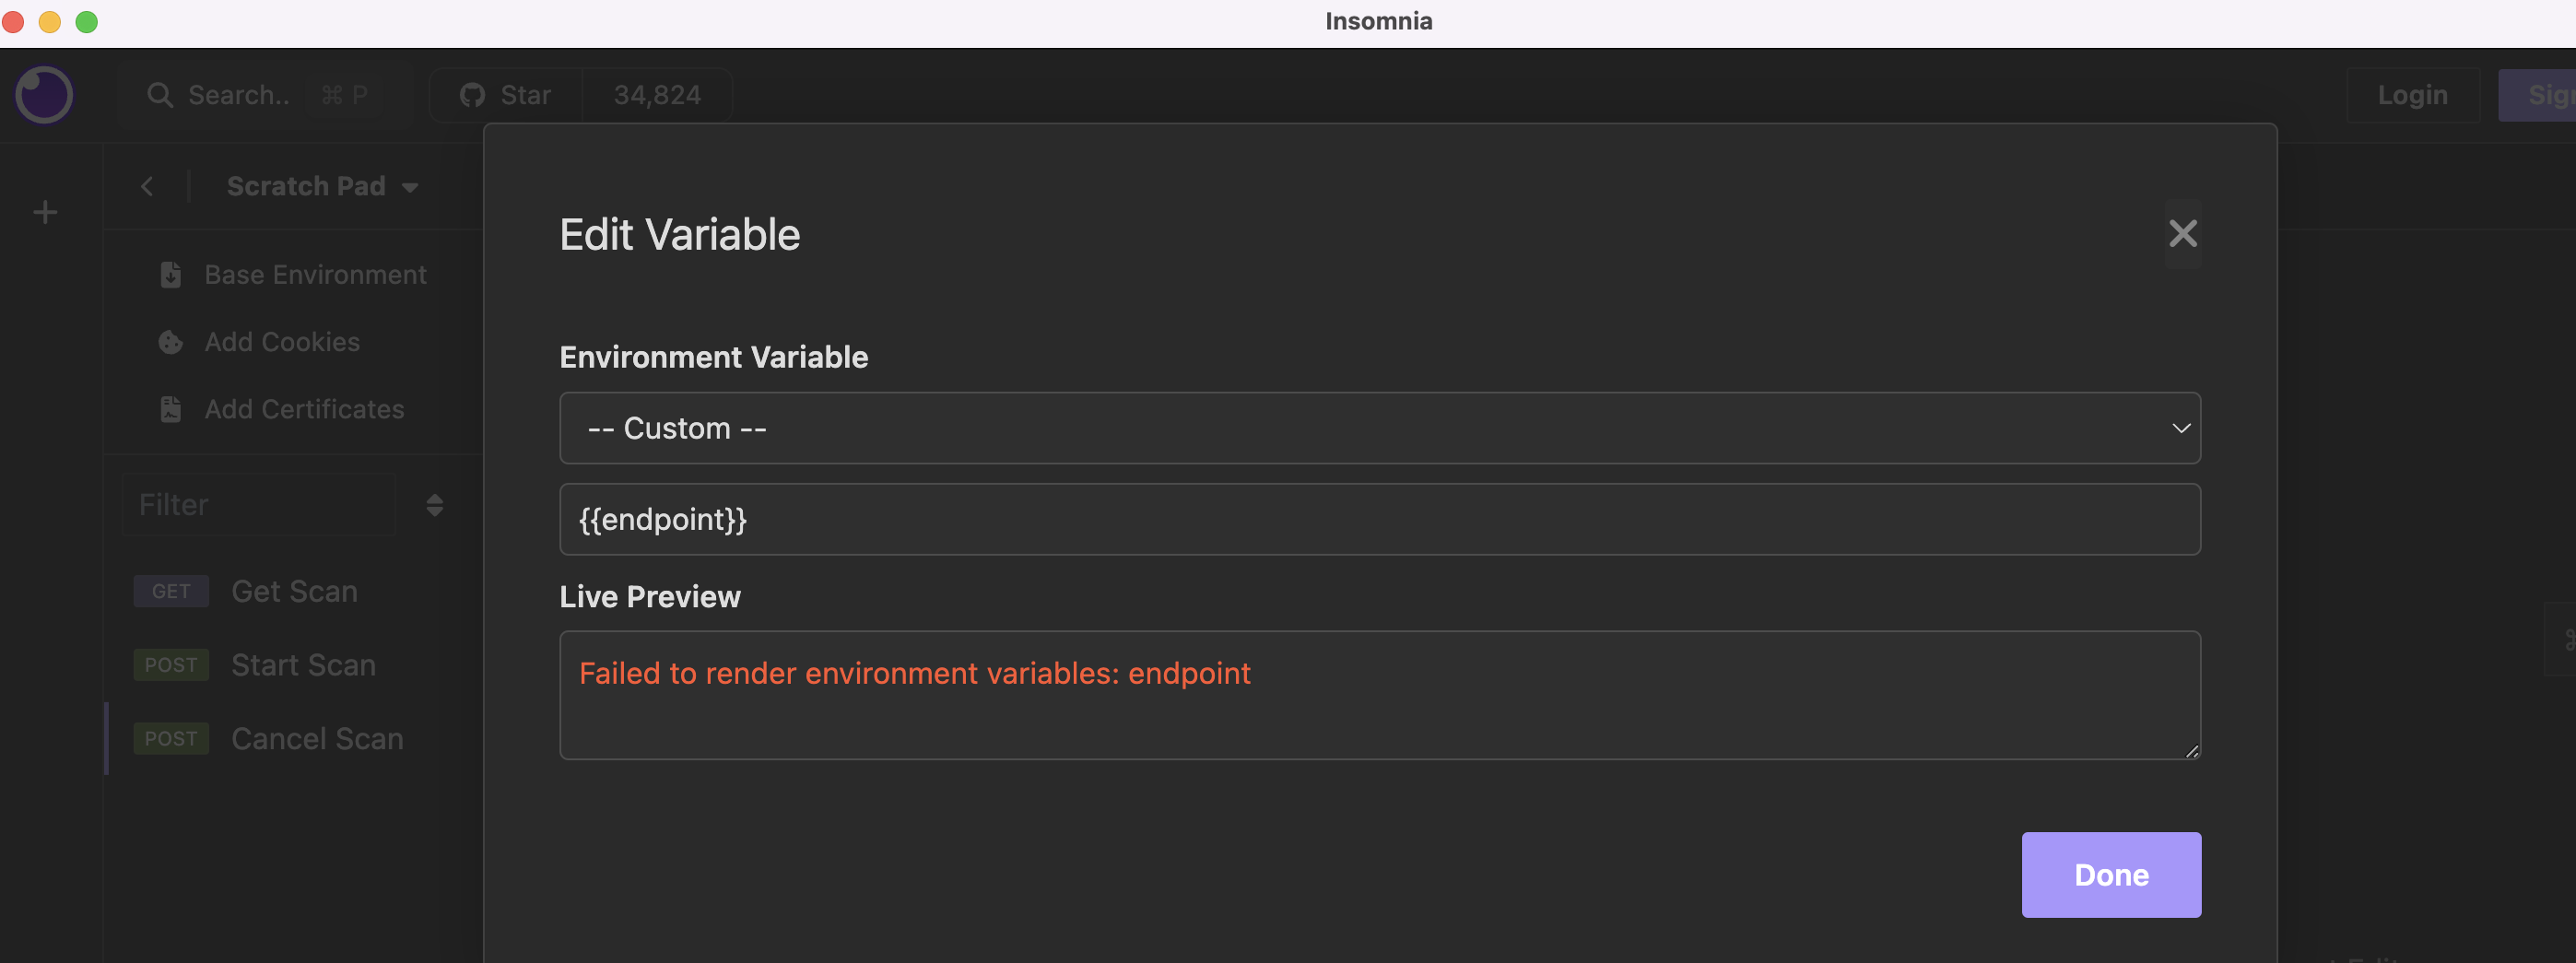 Insomnia
Search.. ⌘ P
Star 34,824
Login
Scratch Pad
Base Environment
Add Cookies
Add Certificates
Filter
GET Get Scan
POST Start Scan
POST Cancel Scan
Edit Variable
Environment Variable
-- Custom --
{{endpoint}}
Live Preview
Failed to render environment variables: endpoint
Done